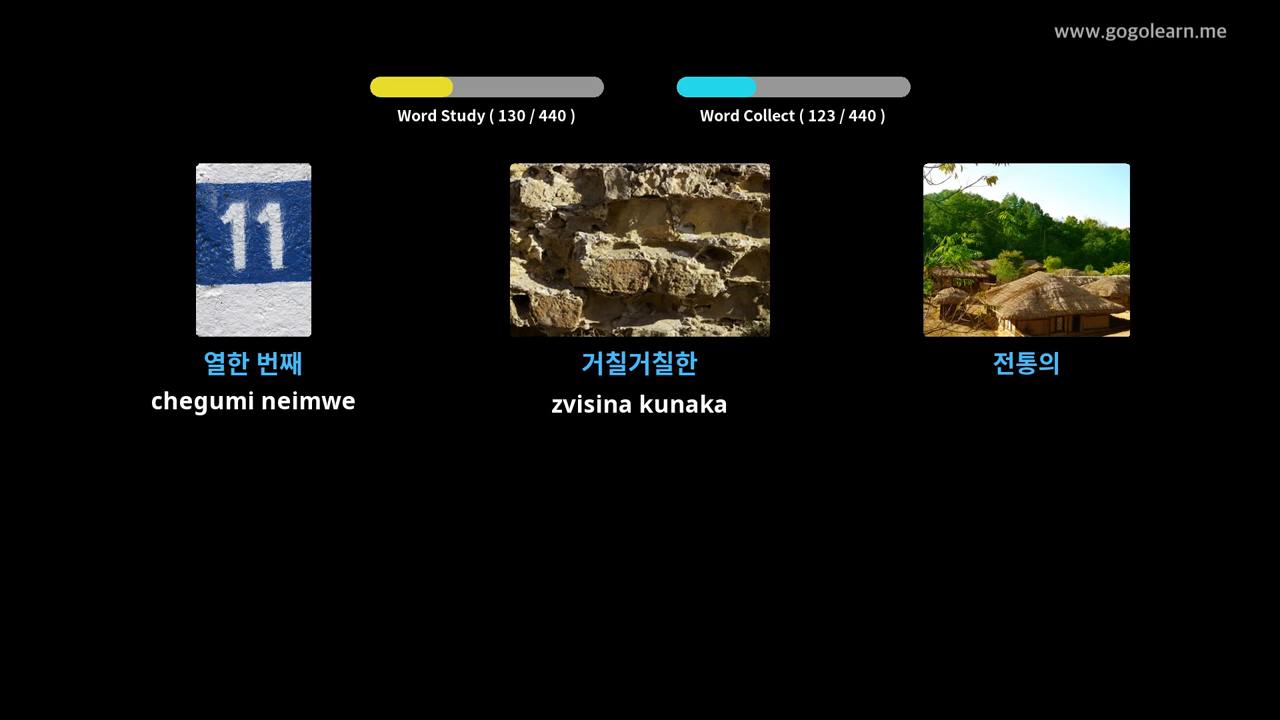 www.gogolearn.me
Word Study ( 130 / 440 )
Word Collect ( 123 / 440 )
11
열한 번째
거칠거칠한
전통의
chegumi neimwe
zvisina kunaka